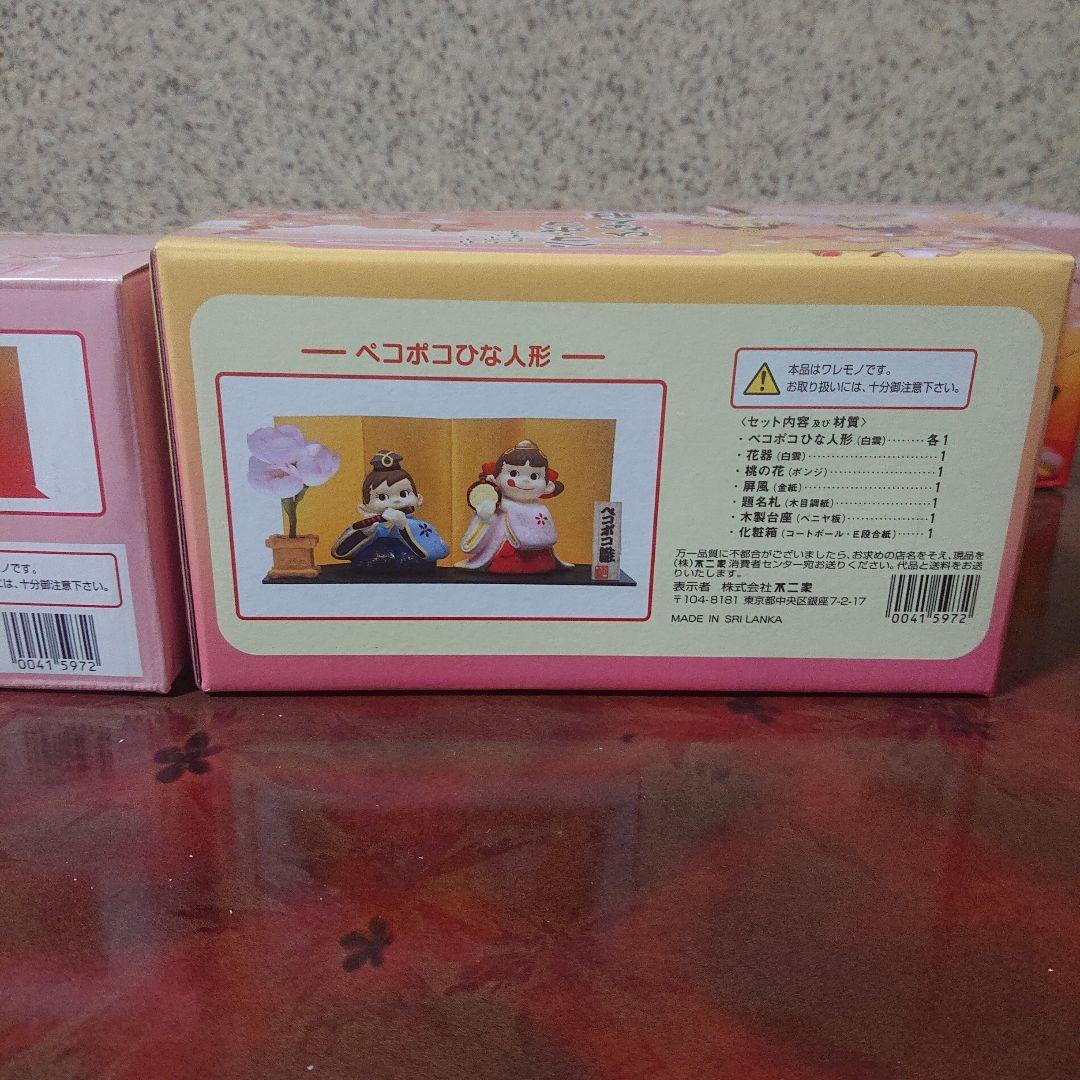 ペコポコひな人形
ペコポコ雛
本品はワレモノです。
お取り扱いには、十分御注意下さい。
〈セット内容及び材質〉
・ペコポコひな人形(白雲)········各1
・花器(白雲)··························1
・桃の花(ポンジ)······················1
・屏風(金紙)··························1
・題名札(木目調紙)···················1
・木製台座(ベニヤ板)················1
・化粧箱(コートボール・E段合紙)······1
万一品質に不都合がございましたら、お求めの店名をそえ、現品を
(株)不二家消費者センター宛お送りください。代品と送料をお送
りいたします。
表示者 株式会社不二家
〒104-8181 東京都中央区銀座7-2-17
MADE IN SRI LANKA
0041 5972
ノです。
には、十分御注意下さい。
0041 5972